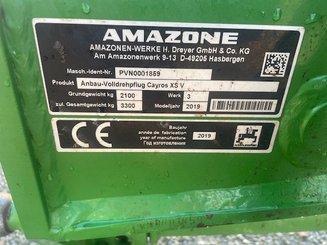 AMAZONE
AMAZONEN-WERKE H. Dreyer GmbH & Co. KG
Am Amazonenwerk 9-13 D-49205 Hasbergen
Masch.-Ident-Nr. PVN0001859
Produkt Anbau-Volldrehpflug Cayros XS V
Grundgewicht kg 2100 Werk 3
zul. Gesamtgewicht kg 3300 Modelljahr 2019
CE Baujahr
year of fabrication 2019
année de fabrication
Год изготовления